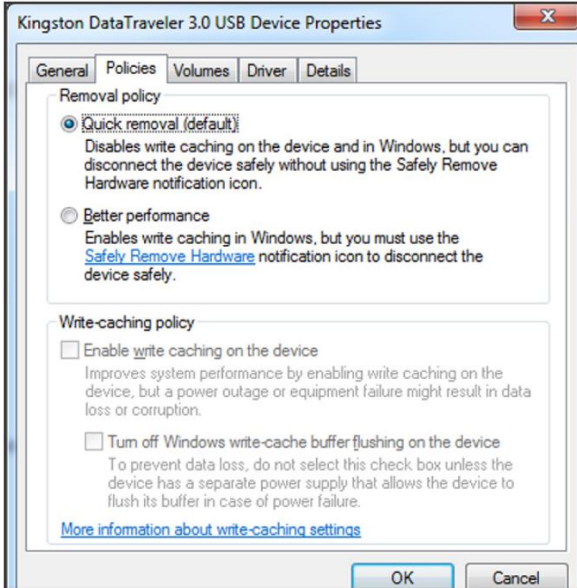 Kingston DataTraveler 3.0 USB Device Properties
General Policies Volumes Driver Details
Removal policy
Quick removal (default)
Disables write caching on the device and in Windows, but you can
disconnect the device safely without using the Safely Remove
Hardware notification icon.
Better performance
Enables write caching in Windows, but you must use the
Safely Remove Hardware notification icon to disconnect the
device safely.
Write-caching policy
Enable write caching on the device
Improves system performance by enabling write caching on the
device, but a power outage or equipment failure might result in data
loss or corruption.
Turn off Windows write-cache buffer flushing on the device
To prevent data loss, do not select this check box unless the
device has a separate power supply that allows the device to
flush its buffer in case of power failure.
More information about write-caching settings
OK Cancel